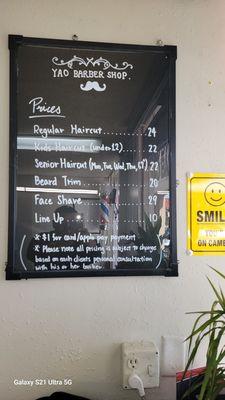 YAO BARBER SHOP.
Prices
Regular Haircut.......... 24
Kids Haircut (under 12)..... 22
Senior Haircut (Mon, Tue, Wed, Thu, 22
Beard Trim............. 20
Face Shave............ 29
Line Up............... 10
* $1 for card/apple pay payment
* Please note all pricing is subject to change
based on each clients personal consultation
with his or her barber.
SMILE
YOU'RE
ON CAMER
Galaxy S21 Ultra 5G